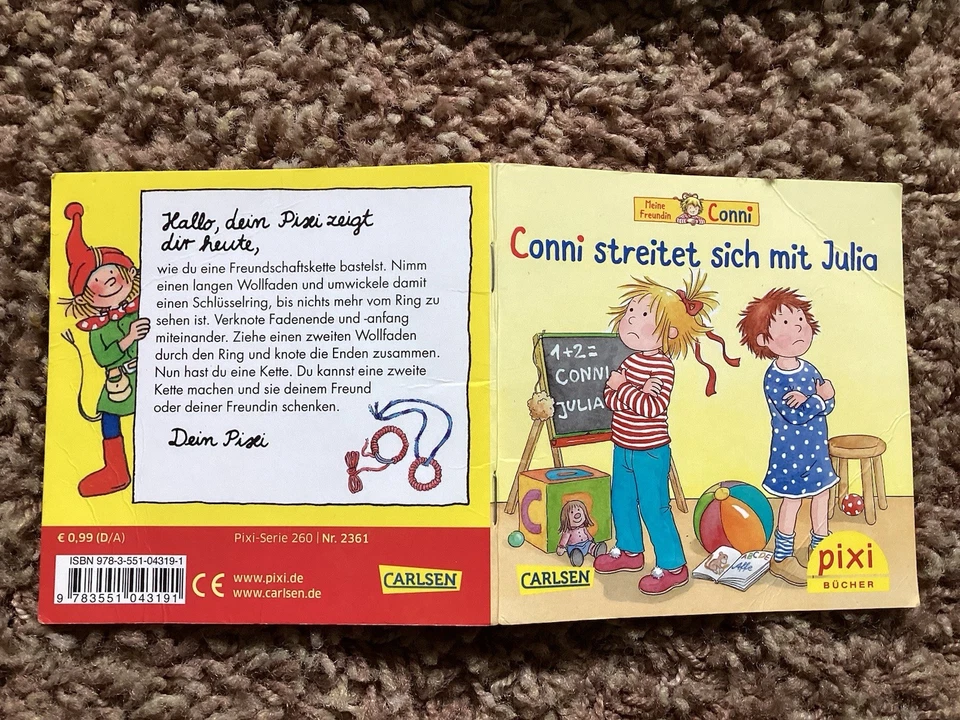 Hallo, dein Pixi zeigt
dir heute,
wie du eine Freundschaftskette bastelst. Nimm
einen langen Wollfaden und umwickele damit
einen Schlüsselring, bis nichts mehr vom Ring zu
sehen ist. Verknote Fadenende und -anfang
miteinander. Ziehe einen zweiten Wollfaden
durch den Ring und knote die Enden zusammen.
Nun hast du eine Kette. Du kannst eine zweite
Kette machen und sie deinem Freund
oder deiner Freundin schenken.
Dein Pixi
€ 0,99 (D/A)
Pixi-Serie 260 | Nr. 2361
ISBN 978-3-551-04319-1
9 783551 043191
CE
www.pixi.de
www.carlsen.de
CARLSEN
Meine
Freundin
Conni
Conni streitet sich mit Julia
1+2=
CONNI
JULIA
C
ABCDE
Affe
CARLSEN
pixi
BÜCHER